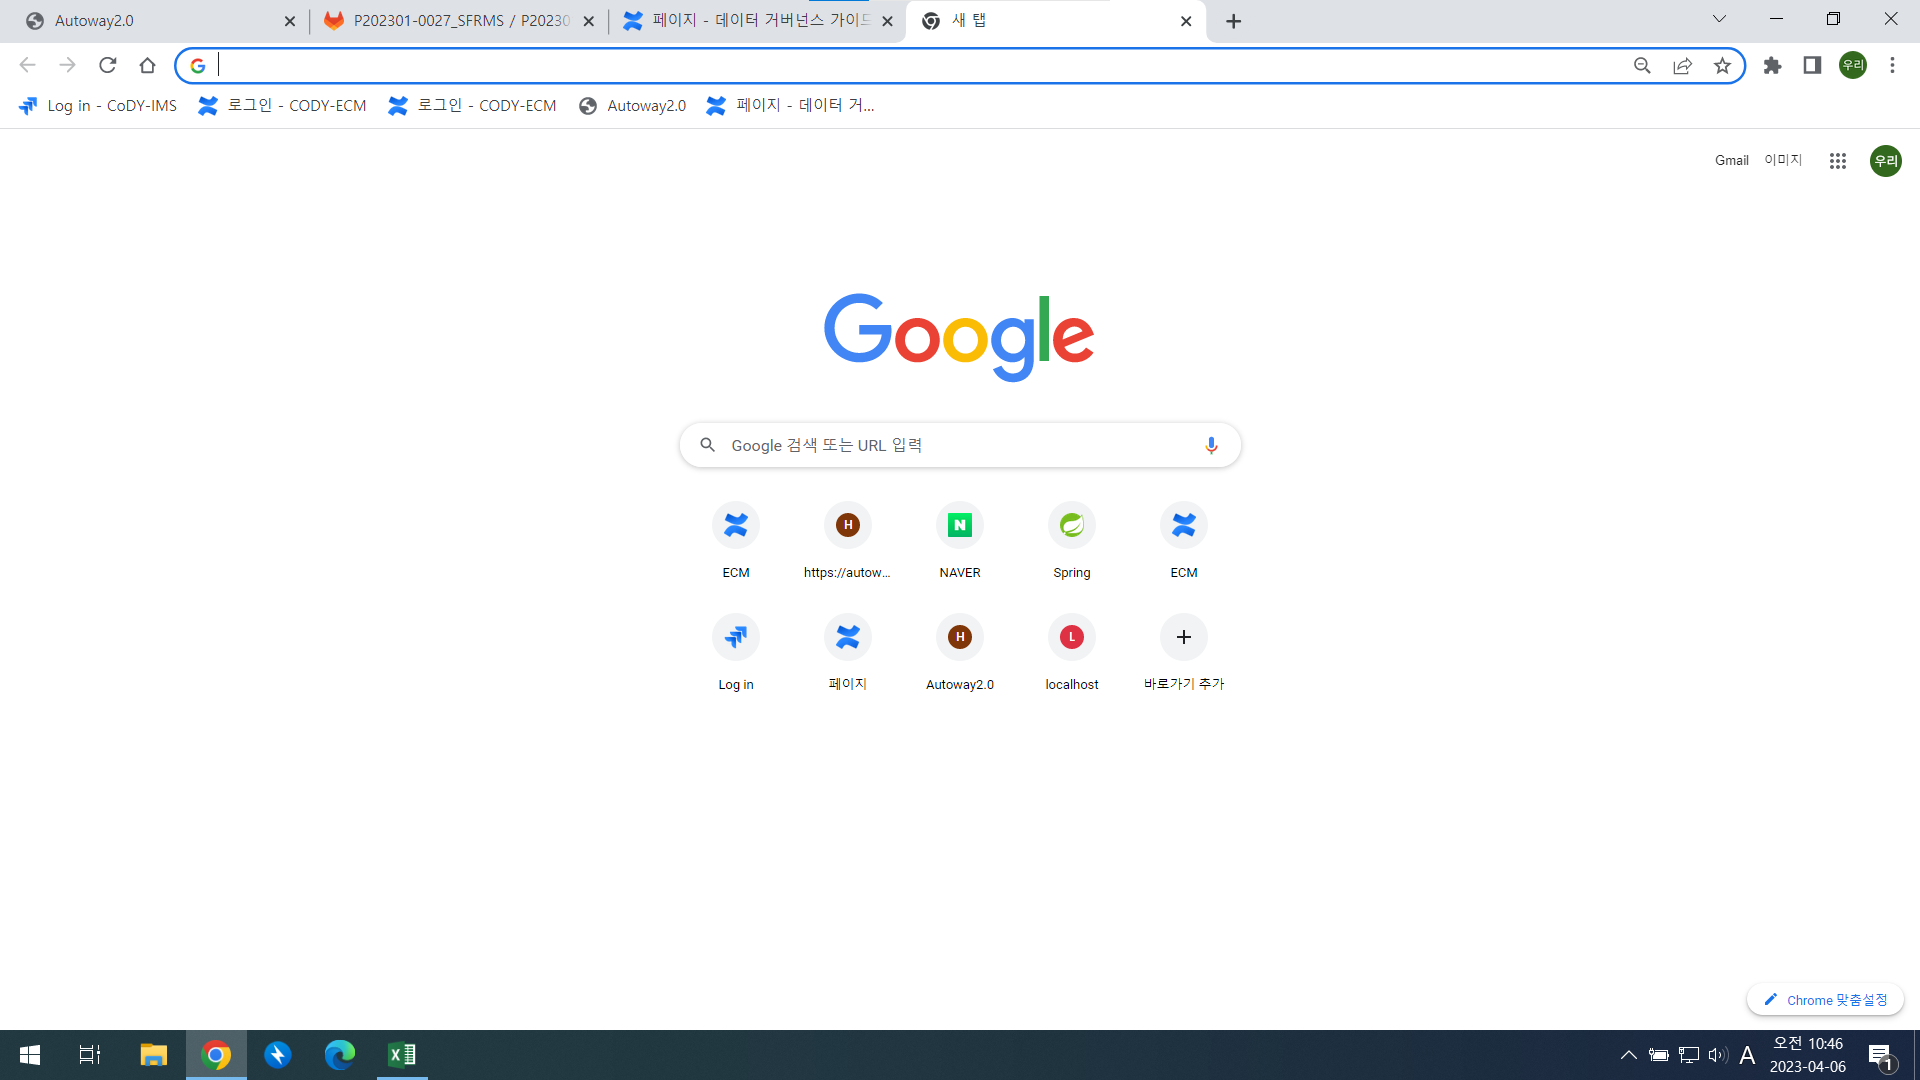 Autoway2.0
P202301-0027_SFRMS / P20230
페이지 - 데이터 거버넌스 가이드
새 탭
우리
Log in - CoDY-IMS
로그인 - CODY-ECM
로그인 - CODY-ECM
Autoway2.0
페이지 - 데이터 거...
Gmail
이미지
우리
Google
Google 검색 또는 URL 입력
H
N
ECM
https://autow...
NAVER
Spring
ECM
H
L
Log in
페이지
Autoway2.0
localhost
바로가기 추가
Chrome 맞춤설정
A
오전 10:46
2023-04-06
1